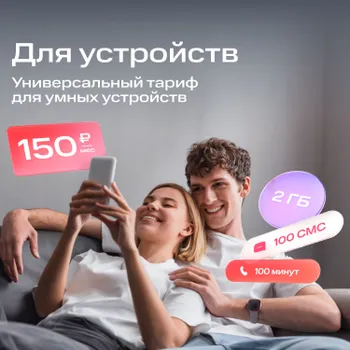 Для устройств
Универсальный тариф
для умных устройств
150 ₽
2 ГБ
100 СМС
100 минут